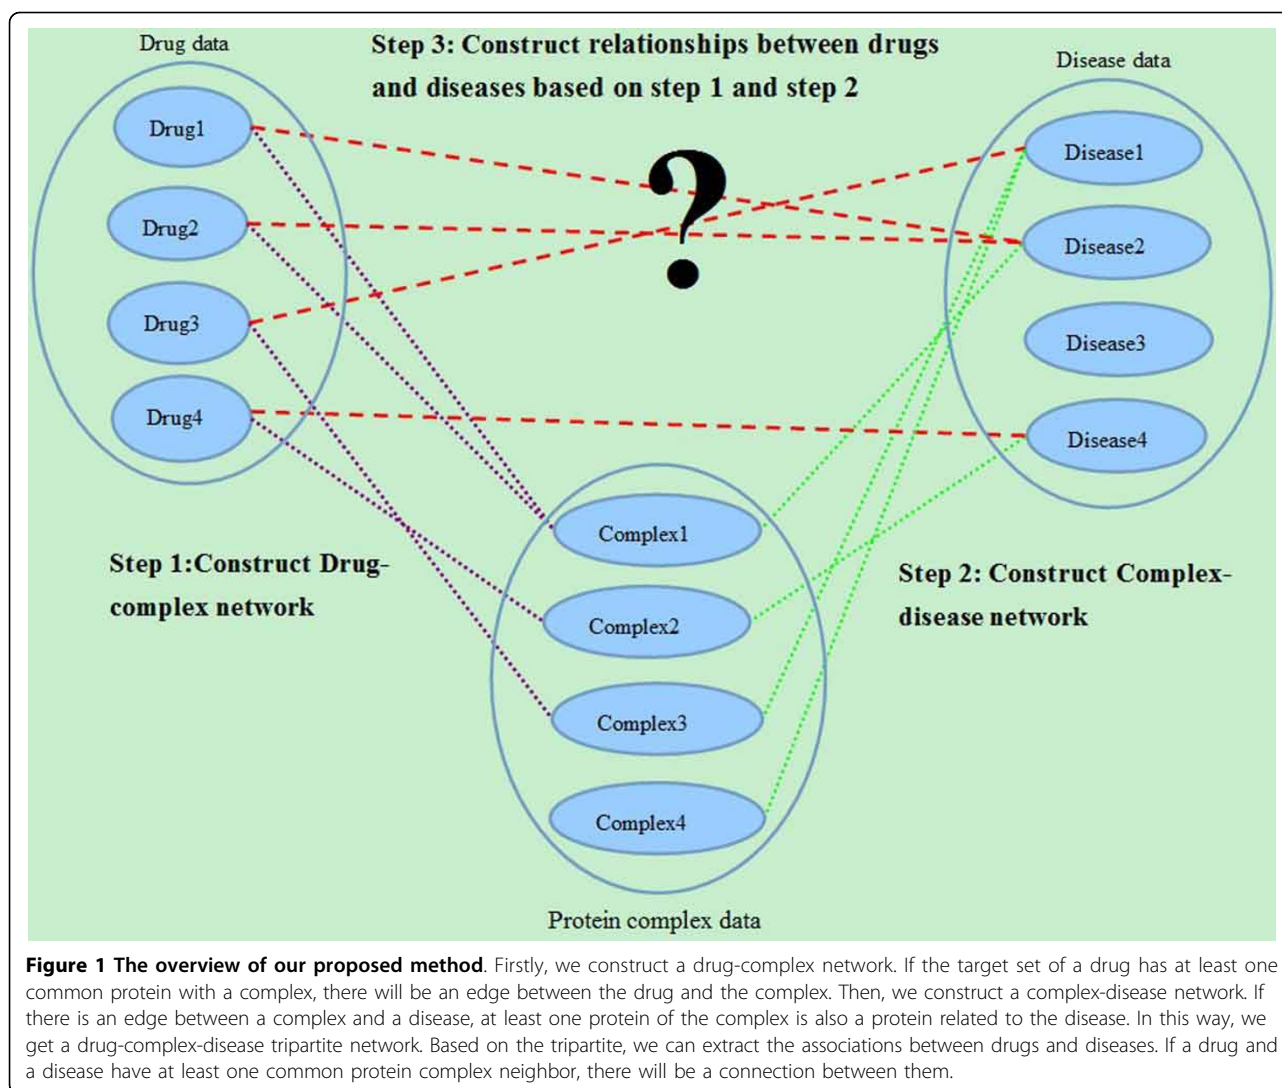 Drug data
Step 3: Construct relationships between drugs
and diseases based on step 1 and step 2
Disease data
Drug1
Drug2
Drug3
Drug4
?
Disease1
Disease2
Disease3
Disease4
Step 1:Construct Drug-
complex network
Complex1
Complex2
Complex3
Complex4
Step 2: Construct Complex-
disease network
Protein complex data
Figure 1 The overview of our proposed method. Firstly, we construct a drug-complex network. If the target set of a drug has at least one
common protein with a complex, there will be an edge between the drug and the complex. Then, we construct a complex-disease network. If
there is an edge between a complex and a disease, at least one protein of the complex is also a protein related to the disease. In this way, we
get a drug-complex-disease tripartite network. Based on the tripartite, we can extract the associations between drugs and diseases. If a drug and
a disease have at least one common protein complex neighbor, there will be a connection between them.